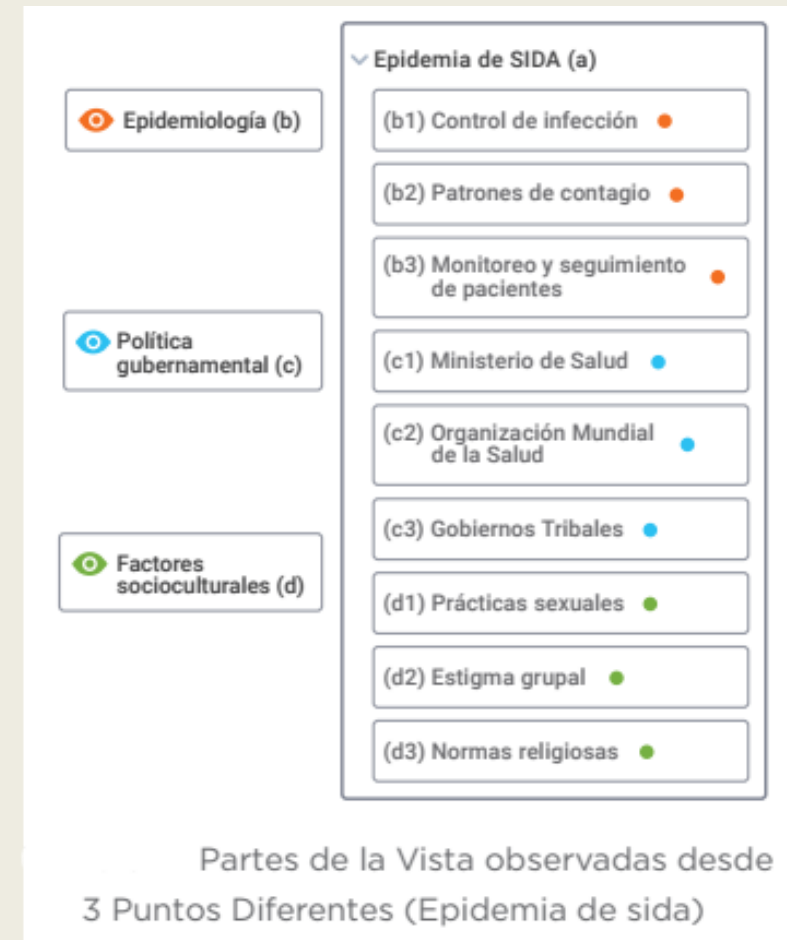 Epidemia de SIDA (a)
Epidemiología (b)
(b1) Control de infección
(b2) Patrones de contagio
(b3) Monitoreo y seguimiento
de pacientes
Política
gubernamental (c)
(c1) Ministerio de Salud
(c2) Organización Mundial
de la Salud
(c3) Gobiernos Tribales
Factores
socioculturales (d)
(d1) Prácticas sexuales
(d2) Estigma grupal
(d3) Normas religiosas
Partes de la Vista observadas desde
3 Puntos Diferentes (Epidemia de sida)